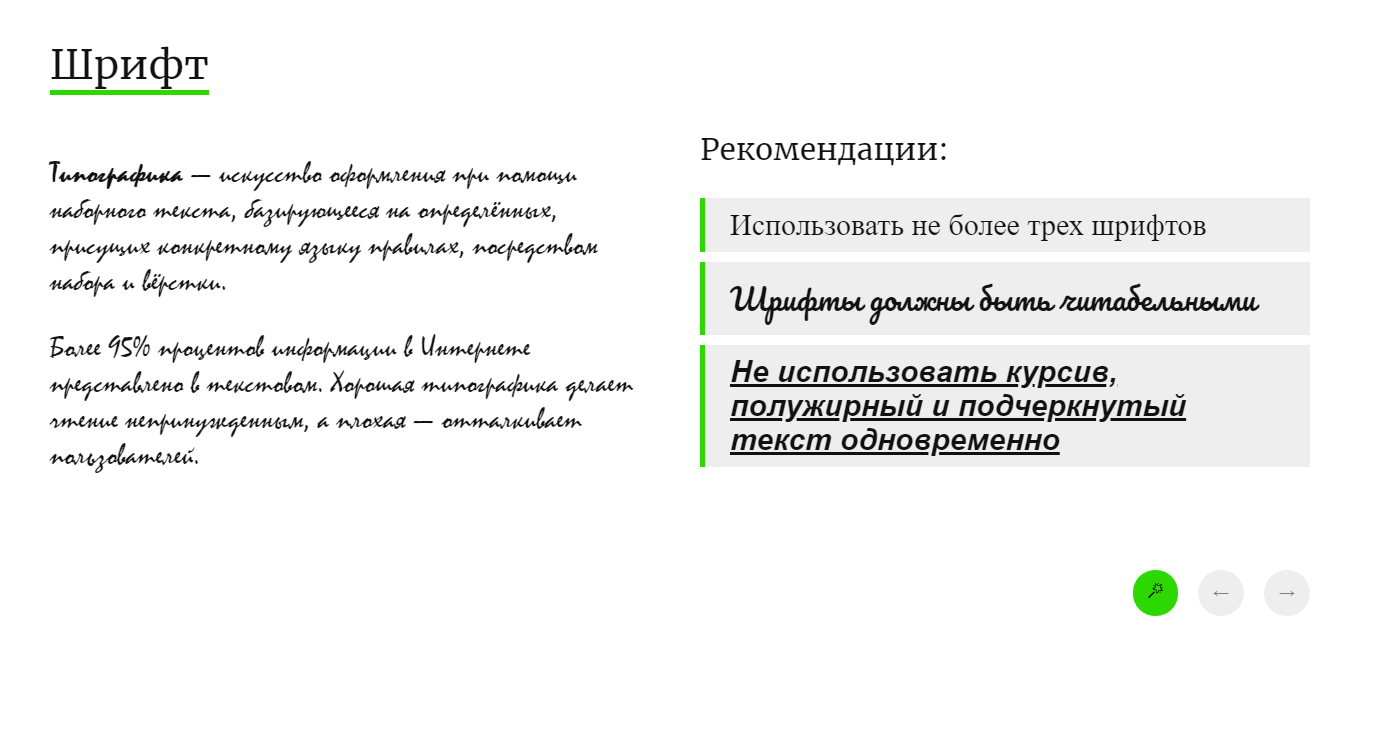 Шрифт
Типографика — искусство оформления при помощи
наборного текста, базирующееся на определённых,
присущих конкретному языку правилах, посредством
набора и вёрстки.
Более 95% процентов информации в Интернете
представлено в текстовом. Хорошая типографика делает
чтение непринужденным, а плохая — отталкивает
пользователей.
Рекомендации:
Использовать не более трех шрифтов
Шрифты должны быть читабельными
Не использовать курсив,
полужирный и подчеркнутый
текст одновременно